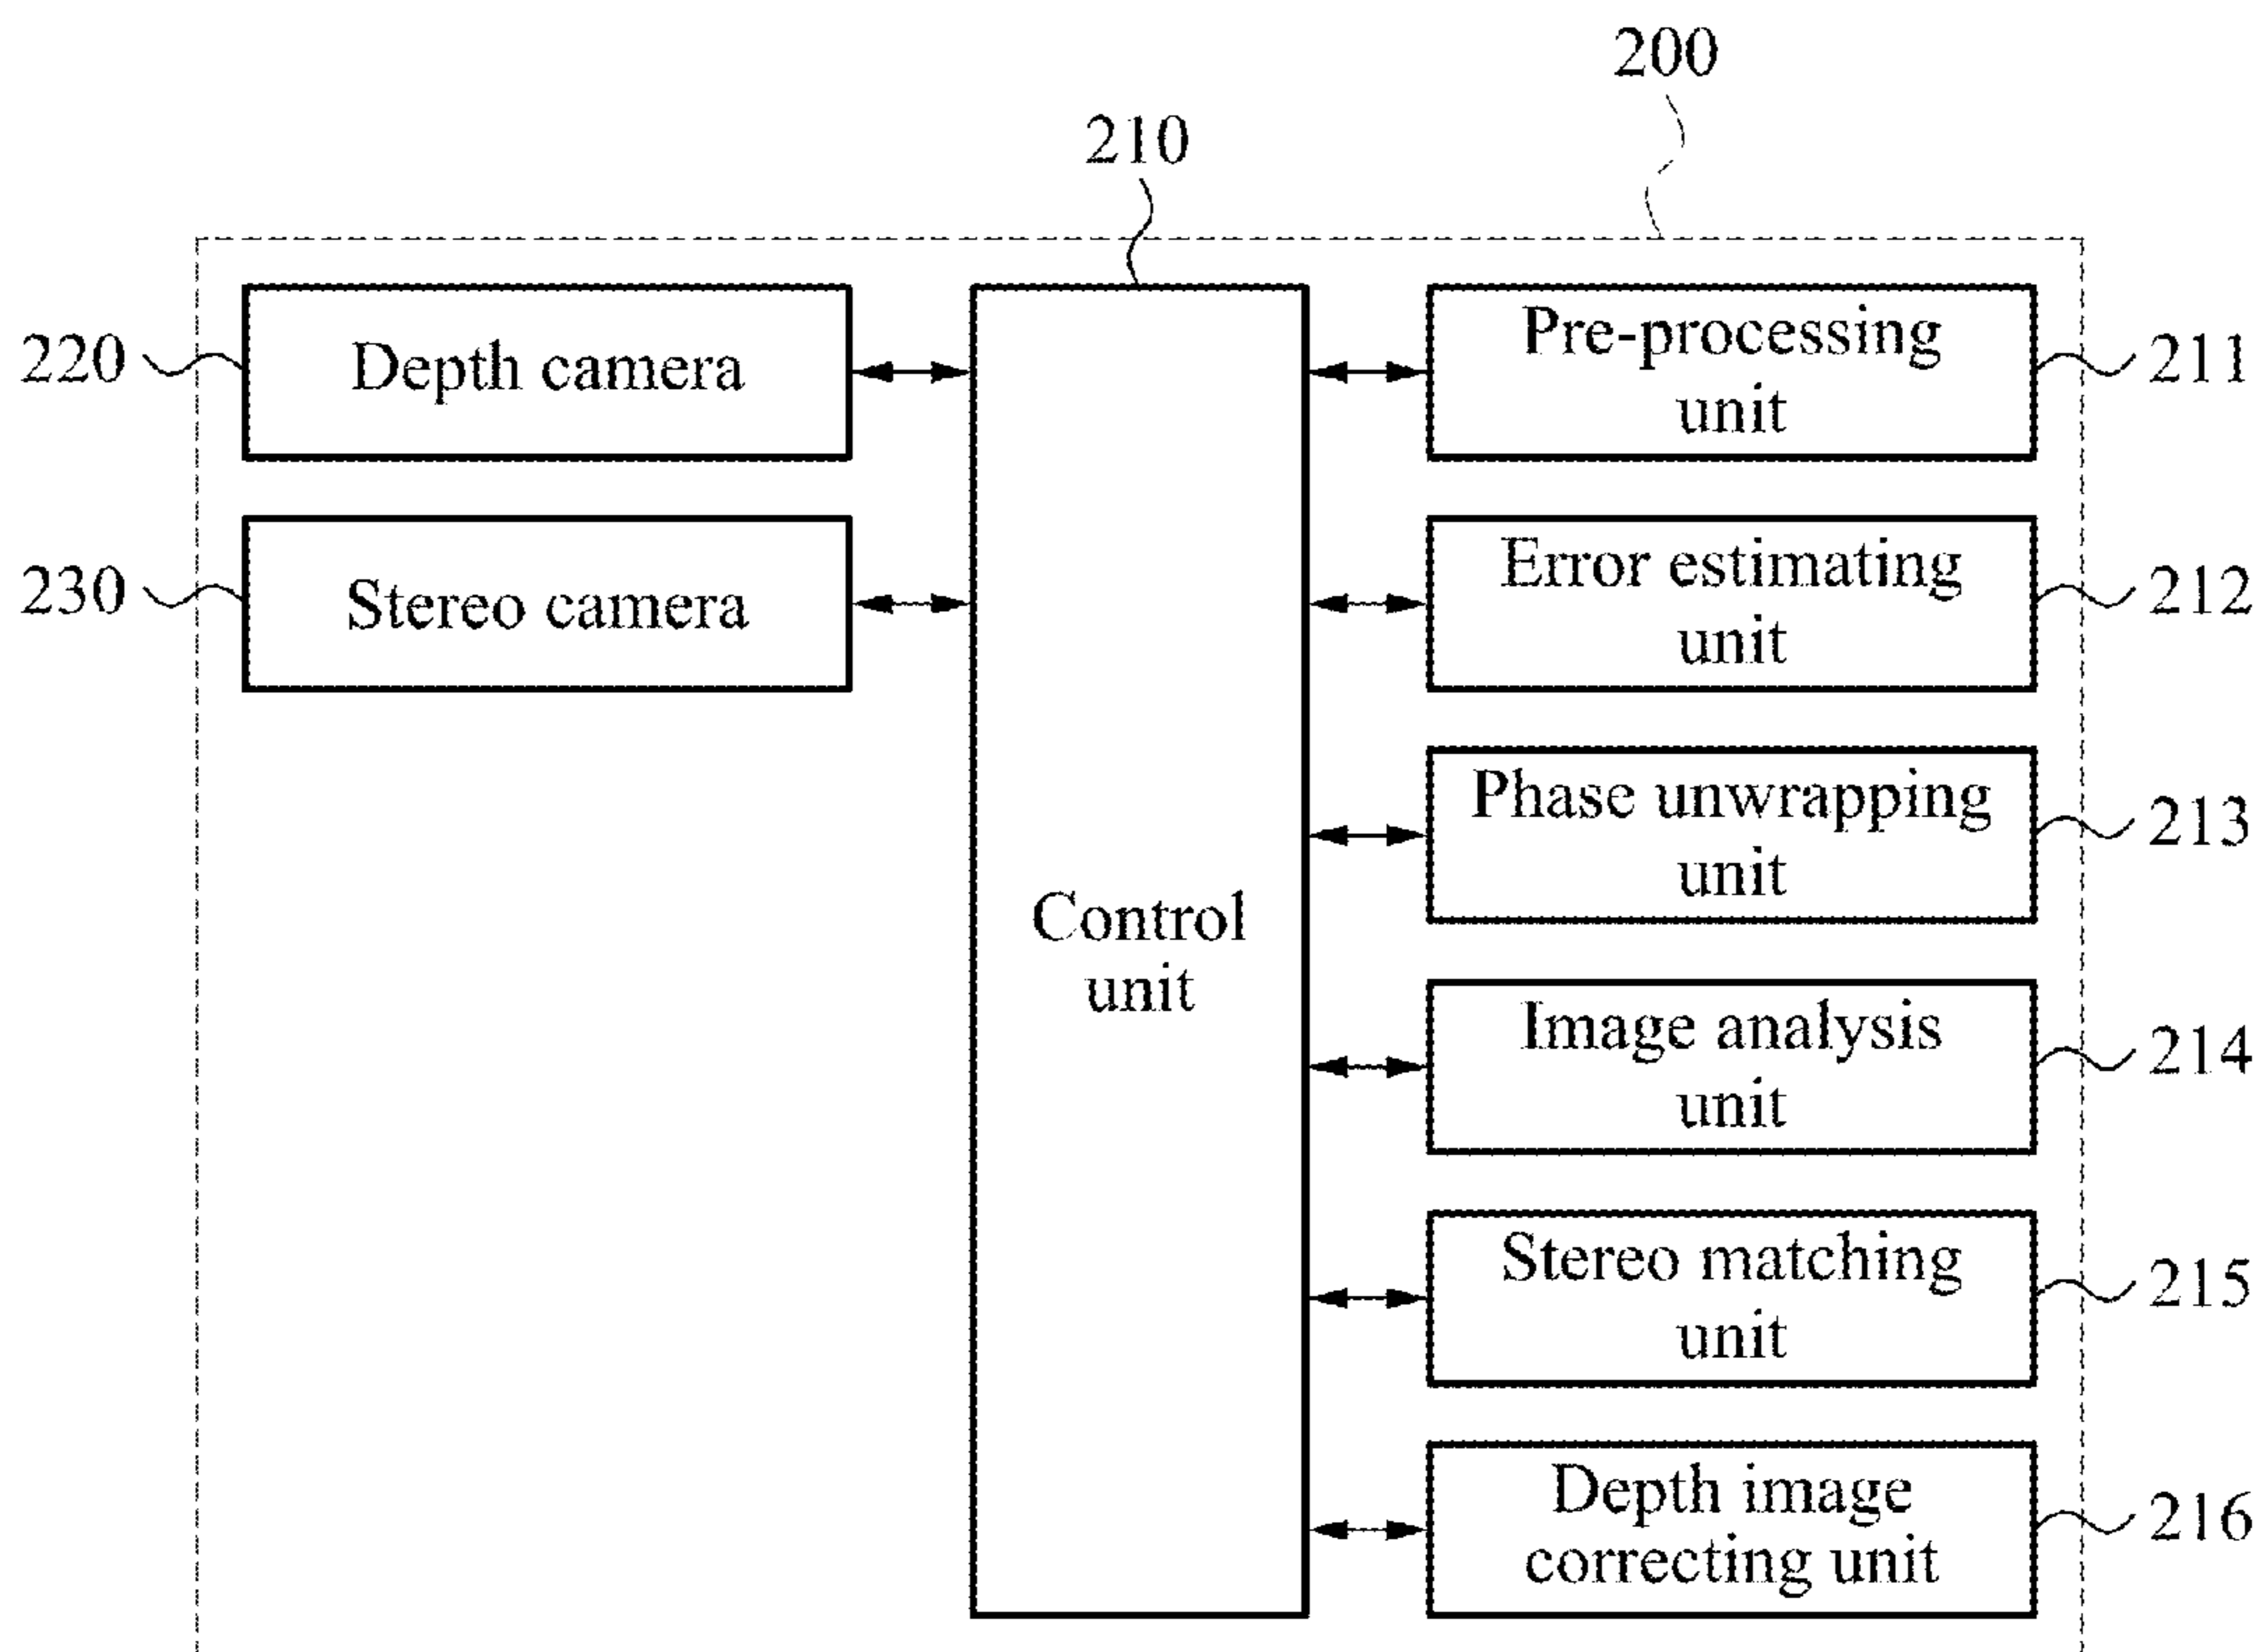 200
210
220
Depth camera
230
Stereo camera
Control
unit
Pre-processing
unit
211
Error estimating
unit
212
Phase unwrapping
unit
213
Image analysis
unit
214
Stereo matching
unit
215
Depth image
correcting unit
216